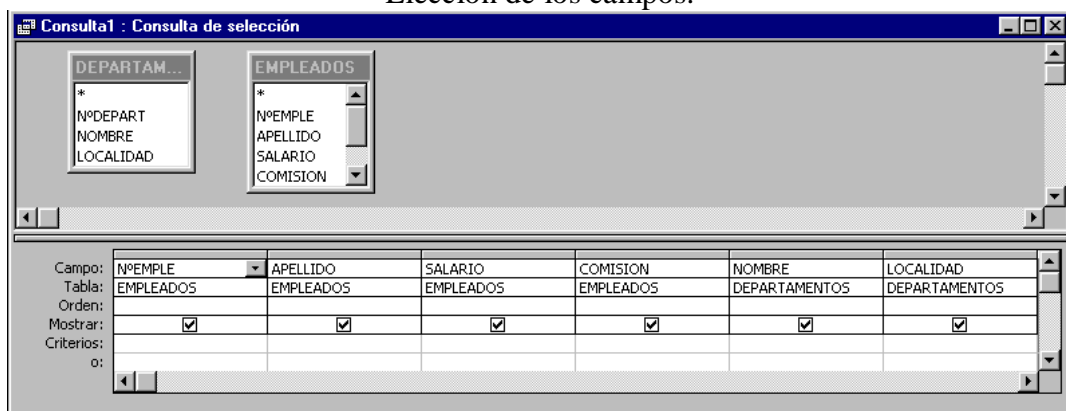 Elección de los campos.
Consulta1 : Consulta de selección
DEPARTAM... EMPLEADOS
* *
NºDEPART NºEMPLE
NOMBRE APELLIDO
LOCALIDAD SALARIO
COMISION
Campo: NºEMPLE APELLIDO SALARIO COMISION NOMBRE LOCALIDAD
Tabla: EMPLEADOS EMPLEADOS EMPLEADOS EMPLEADOS DEPARTAMENTOS DEPARTAMENTOS
Orden:
Mostrar:
Criterios:
o: